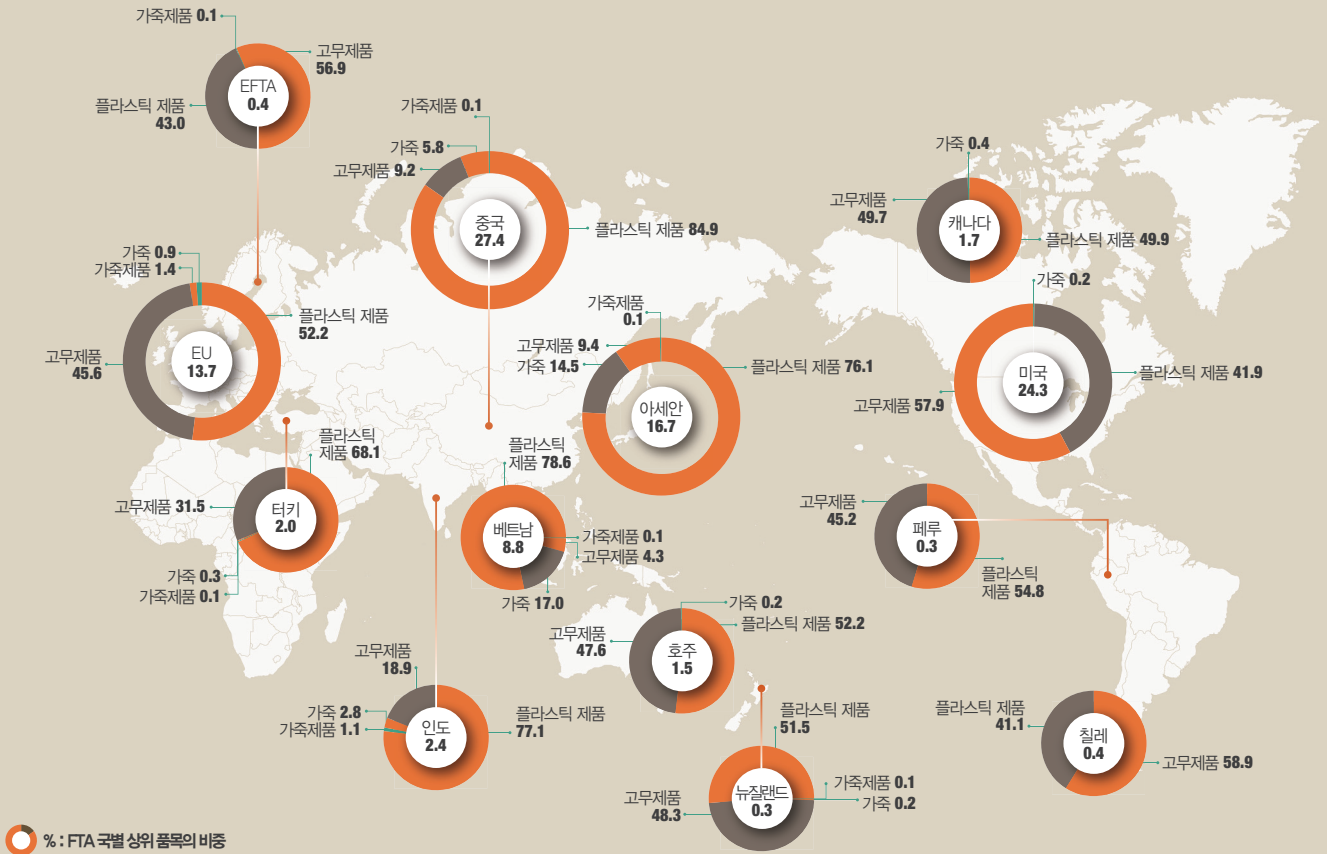 가죽제품 0.1
고무제품
56.9
EFTA
0.4
플라스틱 제품
43.0
가죽제품 0.1
가죽 5.8
고무제품 9.2
중국
27.4
플라스틱 제품 84.9
가죽 0.4
고무제품
49.7
캐나다
1.7
플라스틱 제품 49.9
가죽 0.9
가죽제품 1.4
플라스틱 제품
52.2
고무제품
45.6
EU
13.7
가죽제품
0.1
고무제품 9.4
가죽 14.5
플라스틱 제품 76.1
아세안
16.7
가죽 0.2
플라스틱 제품 41.9
미국
24.3
고무제품 57.9
플라스틱
제품 68.1
고무제품 31.5
터키
2.0
가죽 0.3
가죽제품 0.1
플라스틱
제품 78.6
베트남
8.8
가죽제품 0.1
고무제품 4.3
가죽 17.0
고무제품
45.2
페루
0.3
플라스틱
제품 54.8
가죽 0.2
플라스틱 제품 52.2
고무제품
47.6
호주
1.5
고무제품
18.9
가죽 2.8
가죽제품 1.1
인도
2.4
플라스틱 제품
77.1
플라스틱 제품
51.5
가죽제품 0.1
가죽 0.2
고무제품
48.3
뉴질랜드
0.3
플라스틱 제품
41.1
칠레
0.4
고무제품 58.9
% : FTA 국별 상위 품목의 비중